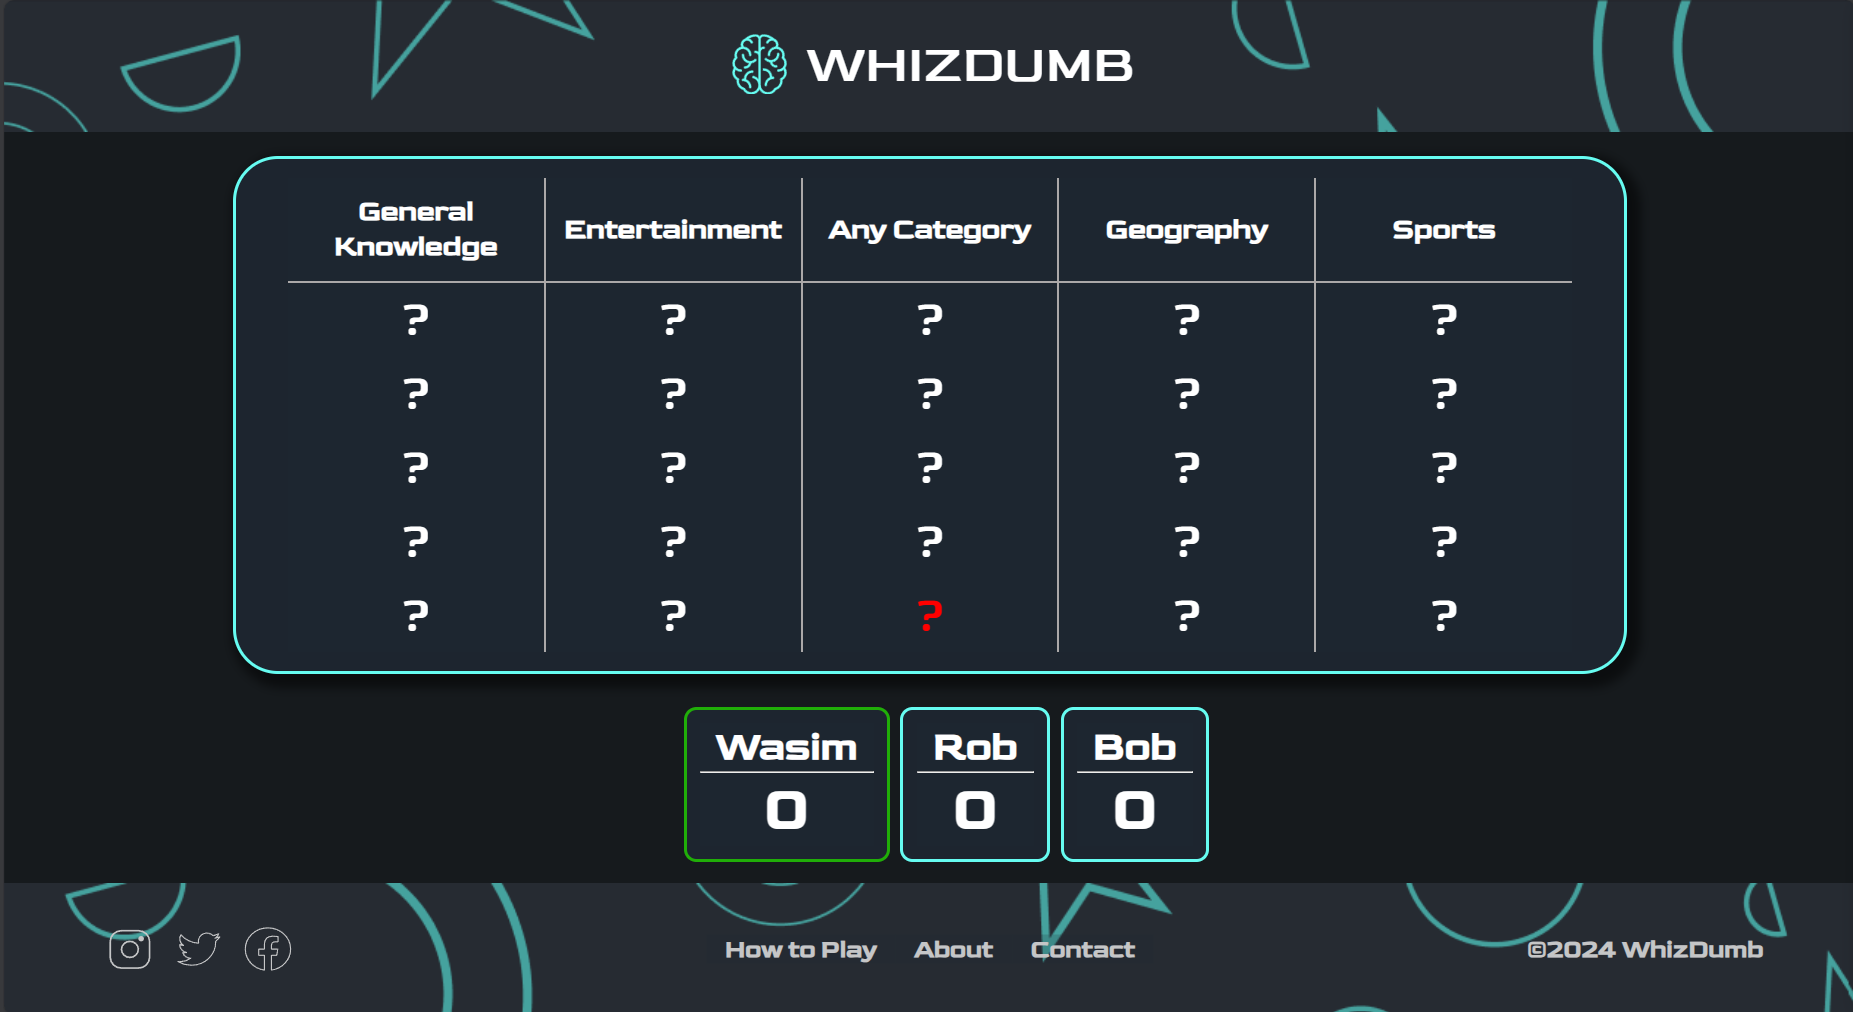 WHIZDUMB
General Knowledge
Entertainment
Any Category
Geography
Sports
? ? ? ? ?
? ? ? ? ?
? ? ? ? ?
? ? ? ? ?
? ? ? ? ?
Wasim
0
Rob
0
Bob
0
How to Play About Contact
©2024 WhizDumb